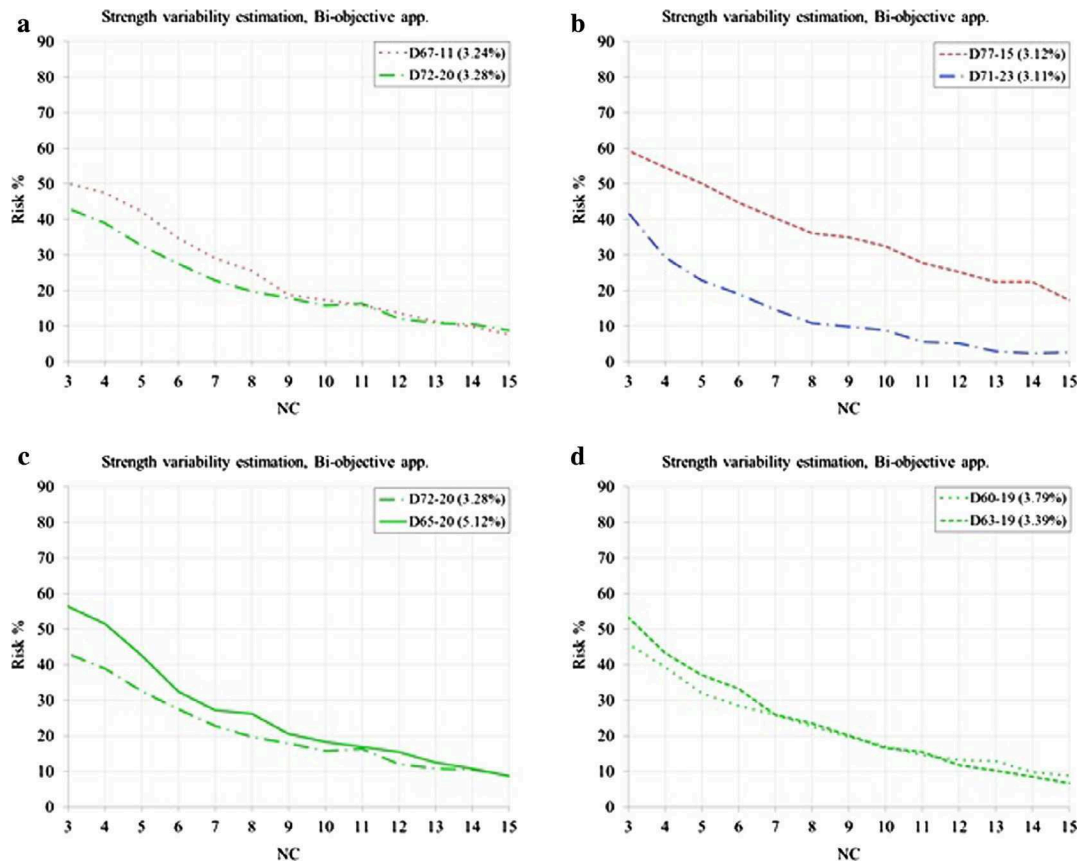 a
Strength variability estimation, Bi-objective app.
90
80
70
60
50
40
30
20
10
0
Risk %
D67-11 (3.24%)
D72-20 (3.28%)
3 4 5 6 7 8 9 10 11 12 13 14 15
NC
b
Strength variability estimation, Bi-objective app.
90
80
70
60
50
40
30
20
10
0
Risk %
D77-15 (3.12%)
D71-23 (3.11%)
3 4 5 6 7 8 9 10 11 12 13 14 15
NC
c
Strength variability estimation, Bi-objective app.
90
80
70
60
50
40
30
20
10
0
Risk %
D72-20 (3.28%)
D65-20 (5.12%)
3 4 5 6 7 8 9 10 11 12 13 14 15
NC
d
Strength variability estimation, Bi-objective app.
90
80
70
60
50
40
30
20
10
0
Risk %
D60-19 (3.79%)
D63-19 (3.39%)
3 4 5 6 7 8 9 10 11 12 13 14 15
NC